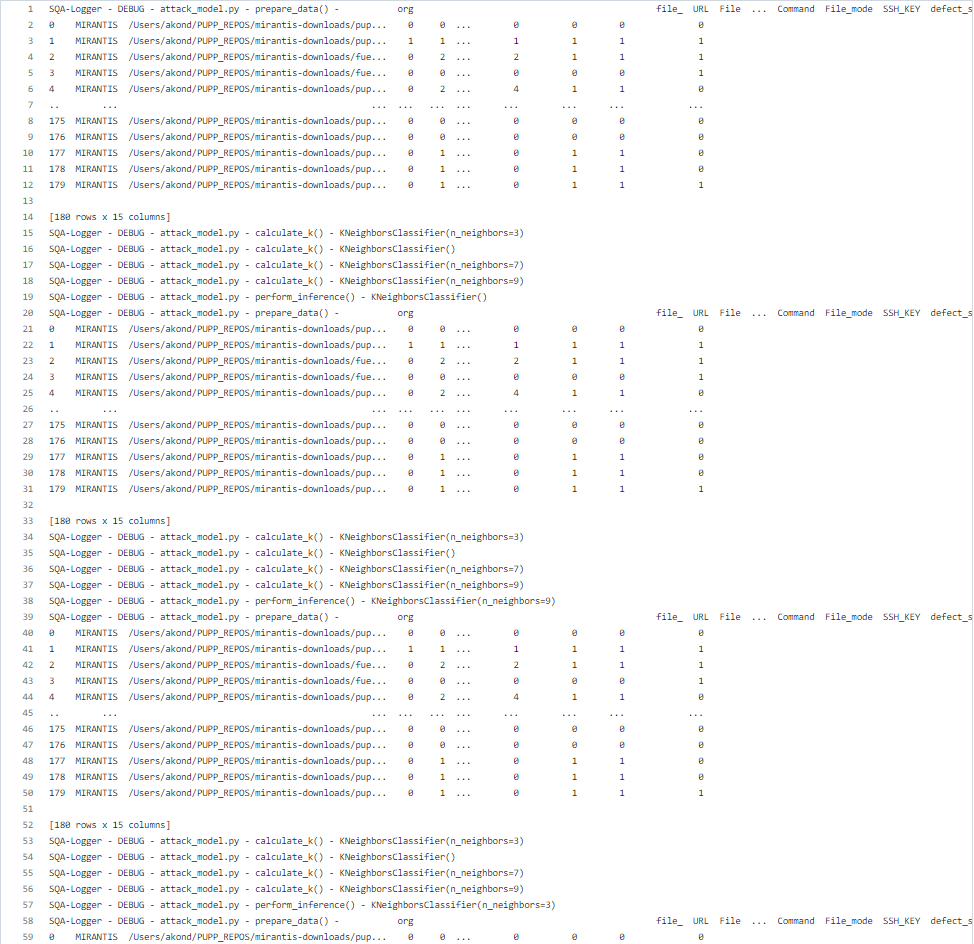 1 SQA-Logger - DEBUG - attack_model.py - prepare_data() - org file_ URL File ... Command File_mode SSH_KEY defect_s
2 0 MIRANTIS /Users/akond/PUPP_REPOS/mirantis-downloads/pup... 0 0 ... 0 0 0 0
3 1 MIRANTIS /Users/akond/PUPP_REPOS/mirantis-downloads/pup... 1 1 ... 1 1 1 1
4 2 MIRANTIS /Users/akond/PUPP_REPOS/mirantis-downloads/fue... 0 2 ... 2 1 1 1
5 3 MIRANTIS /Users/akond/PUPP_REPOS/mirantis-downloads/fue... 0 0 ... 0 0 0 1
6 4 MIRANTIS /Users/akond/PUPP_REPOS/mirantis-downloads/pup... 0 2 ... 4 1 1 0
7 .. ... ... ... ... ... ... ... ... ...
8 175 MIRANTIS /Users/akond/PUPP_REPOS/mirantis-downloads/pup... 0 0 ... 0 0 0 0
9 176 MIRANTIS /Users/akond/PUPP_REPOS/mirantis-downloads/pup... 0 0 ... 0 0 0 0
10 177 MIRANTIS /Users/akond/PUPP_REPOS/mirantis-downloads/pup... 0 1 ... 0 1 1 0
11 178 MIRANTIS /Users/akond/PUPP_REPOS/mirantis-downloads/pup... 0 1 ... 0 1 1 0
12 179 MIRANTIS /Users/akond/PUPP_REPOS/mirantis-downloads/pup... 0 1 ... 0 1 1 1
13
14 [180 rows x 15 columns]
15 SQA-Logger - DEBUG - attack_model.py - calculate_k() - KNeighborsClassifier(n_neighbors=3)
16 SQA-Logger - DEBUG - attack_model.py - calculate_k() - KNeighborsClassifier()
17 SQA-Logger - DEBUG - attack_model.py - calculate_k() - KNeighborsClassifier(n_neighbors=7)
18 SQA-Logger - DEBUG - attack_model.py - calculate_k() - KNeighborsClassifier(n_neighbors=9)
19 SQA-Logger - DEBUG - attack_model.py - perform_inference() - KNeighborsClassifier()
20 SQA-Logger - DEBUG - attack_model.py - prepare_data() - org file_ URL File ... Command File_mode SSH_KEY defect_s
21 0 MIRANTIS /Users/akond/PUPP_REPOS/mirantis-downloads/pup... 0 0 ... 0 0 0 0
22 1 MIRANTIS /Users/akond/PUPP_REPOS/mirantis-downloads/pup... 1 1 ... 1 1 1 1
23 2 MIRANTIS /Users/akond/PUPP_REPOS/mirantis-downloads/fue... 0 2 ... 2 1 1 1
24 3 MIRANTIS /Users/akond/PUPP_REPOS/mirantis-downloads/fue... 0 0 ... 0 0 0 1
25 4 MIRANTIS /Users/akond/PUPP_REPOS/mirantis-downloads/pup... 0 2 ... 4 1 1 0
26 .. ... ... ... ... ... ... ... ...
27 175 MIRANTIS /Users/akond/PUPP_REPOS/mirantis-downloads/pup... 0 0 ... 0 0 0 0
28 176 MIRANTIS /Users/akond/PUPP_REPOS/mirantis-downloads/pup... 0 0 ... 0 0 0 0
29 177 MIRANTIS /Users/akond/PUPP_REPOS/mirantis-downloads/pup... 0 1 ... 0 1 1 0
30 178 MIRANTIS /Users/akond/PUPP_REPOS/mirantis-downloads/pup... 0 1 ... 0 1 1 0
31 179 MIRANTIS /Users/akond/PUPP_REPOS/mirantis-downloads/pup... 0 1 ... 0 1 1 1
32
33 [180 rows x 15 columns]
34 SQA-Logger - DEBUG - attack_model.py - calculate_k() - KNeighborsClassifier(n_neighbors=3)
35 SQA-Logger - DEBUG - attack_model.py - calculate_k() - KNeighborsClassifier()
36 SQA-Logger - DEBUG - attack_model.py - calculate_k() - KNeighborsClassifier(n_neighbors=7)
37 SQA-Logger - DEBUG - attack_model.py - calculate_k() - KNeighborsClassifier(n_neighbors=9)
38 SQA-Logger - DEBUG - attack_model.py - perform_inference() - KNeighborsClassifier(n_neighbors=9)
39 SQA-Logger - DEBUG - attack_model.py - prepare_data() - org file_ URL File ... Command File_mode SSH_KEY defect_s
40 0 MIRANTIS /Users/akond/PUPP_REPOS/mirantis-downloads/pup... 0 0 ... 0 0 0 0
41 1 MIRANTIS /Users/akond/PUPP_REPOS/mirantis-downloads/pup... 1 1 ... 1 1 1 1
42 2 MIRANTIS /Users/akond/PUPP_REPOS/mirantis-downloads/fue... 0 2 ... 2 1 1 1
43 3 MIRANTIS /Users/akond/PUPP_REPOS/mirantis-downloads/fue... 0 0 ... 0 0 0 1
44 4 MIRANTIS /Users/akond/PUPP_REPOS/mirantis-downloads/pup... 0 2 ... 4 1 1 0
45 .. ... ... ... ... ... ... ... ... ...
46 175 MIRANTIS /Users/akond/PUPP_REPOS/mirantis-downloads/pup... 0 0 ... 0 0 0 0
47 176 MIRANTIS /Users/akond/PUPP_REPOS/mirantis-downloads/pup... 0 0 ... 0 0 0 0
48 177 MIRANTIS /Users/akond/PUPP_REPOS/mirantis-downloads/pup... 0 1 ... 0 1 1 0
49 178 MIRANTIS /Users/akond/PUPP_REPOS/mirantis-downloads/pup... 0 1 ... 0 1 1 0
50 179 MIRANTIS /Users/akond/PUPP_REPOS/mirantis-downloads/pup... 0 1 ... 0 1 1 1
51
52 [180 rows x 15 columns]
53 SQA-Logger - DEBUG - attack_model.py - calculate_k() - KNeighborsClassifier(n_neighbors=3)
54 SQA-Logger - DEBUG - attack_model.py - calculate_k() - KNeighborsClassifier()
55 SQA-Logger - DEBUG - attack_model.py - calculate_k() - KNeighborsClassifier(n_neighbors=7)
56 SQA-Logger - DEBUG - attack_model.py - calculate_k() - KNeighborsClassifier(n_neighbors=9)
57 SQA-Logger - DEBUG - attack_model.py - perform_inference() - KNeighborsClassifier(n_neighbors=3)
58 SQA-Logger - DEBUG - attack_model.py - prepare_data() - org file_ URL File ... Command File_mode SSH_KEY defect_s
59 0 MIRANTIS /Users/akond/PUPP_REPOS/mirantis-downloads/pup... 0 0 ... 0 0 0 0